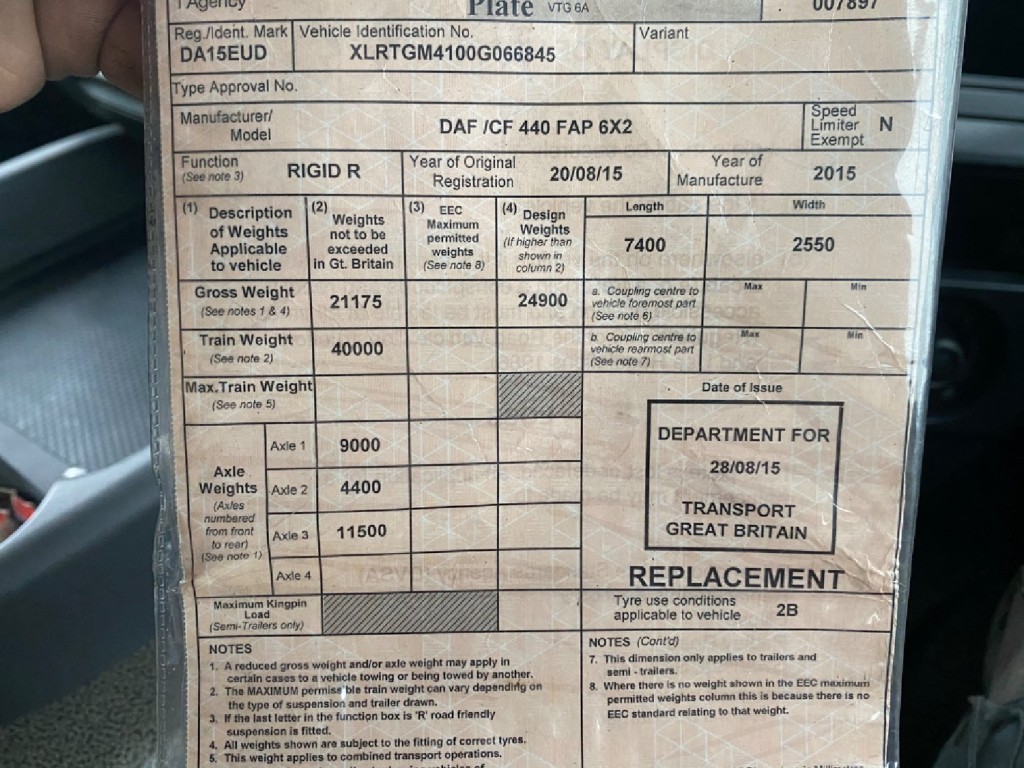 Agency
Plate VTG 6A
007897
Reg./Ident. Mark
DA15EUD
Vehicle Identification No.
XLRTGM4100G066845
Variant
Type Approval No.
Manufacturer/
Model
DAF /CF 440 FAP 6X2
Speed
Limiter
Exempt
N
Function
(See note 3)
RIGID R
Year of Original
Registration
20/08/15
Year of
Manufacture
2015
(1) Description
of Weights
Applicable
to vehicle
(2)
Weights
not to be
exceeded
in Gt. Britain
(3) EEC
Maximum
permitted
weights
(See note 8)
(4) Design
Weights
(If higher than
shown in
column 2)
Length
7400
Width
2550
Gross Weight
(See notes 1 & 4)
21175
24900
a. Coupling centre to
vehicle foremost part
(See note 6)
Max
Min
Train Weight
(See note 2)
40000
b. Coupling centre to
vehicle rearmost part
(See note 7)
Max
Min
Max.Train Weight
(See note 5)
Date of Issue
DEPARTMENT FOR
28/08/15
TRANSPORT
GREAT BRITAIN
Axle
Weights
(Axles
numbered
from front
to rear)
(See note 1)
Axle 1
9000
Axle 2
4400
Axle 3
11500
Axle 4
REPLACEMENT
Maximum Kingpin
Load
(Semi-Trailers only)
Tyre use conditions
applicable to vehicle
2B
NOTES
1. A reduced gross weight and/or axle weight may apply in
certain cases to a vehicle towing or being towed by another.
2. The MAXIMUM permissible train weight can vary depending on
the type of suspension and trailer drawn.
3. If the last letter in the function box is 'R' road friendly
suspension is fitted.
4. All weights shown are subject to the fitting of correct tyres.
5. This weight applies to combined transport operations.
NOTES (Cont'd)
7. This dimension only applies to trailers and
semi - trailers.
8. Where there is no weight shown in the EEC maximum
permitted weights column this is because there is no
EEC standard relating to that weight.